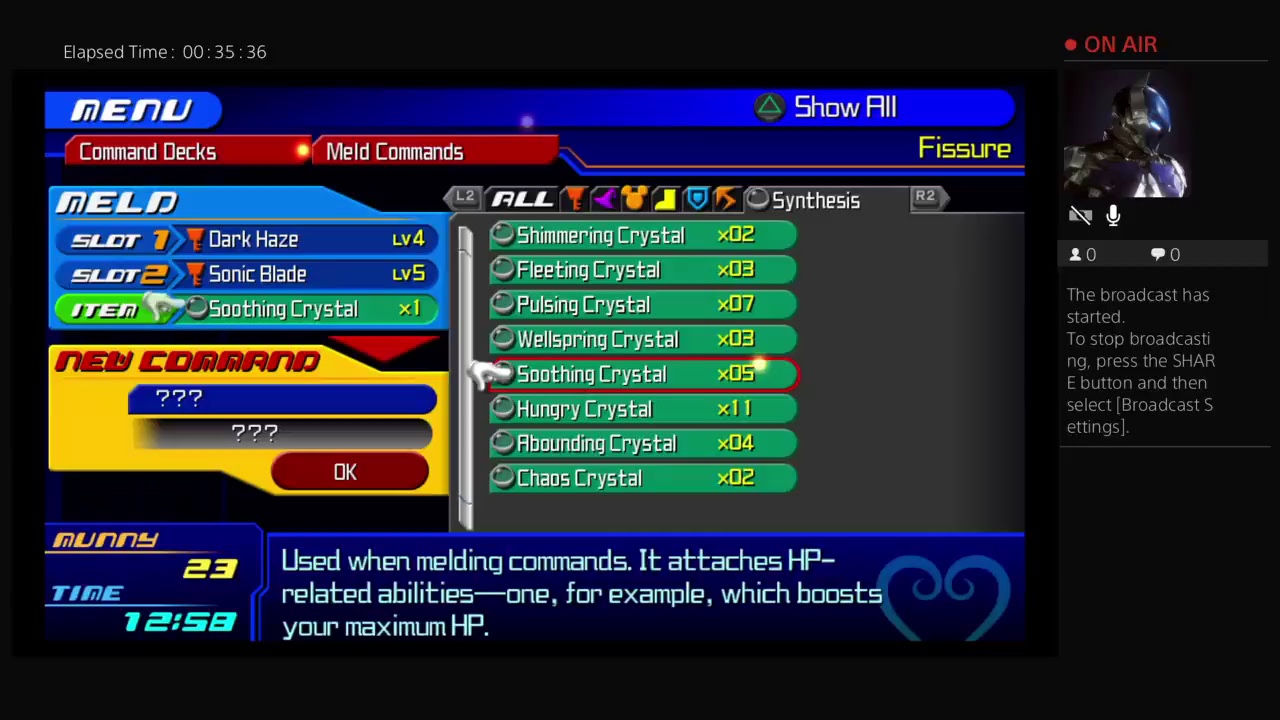 Elapsed Time: 00:35:36
ON AIR
MENU
Show All
Command Decks
Meld Commands
Fissure
MELD
L2
ALL
Synthesis
R2
SLOT 1 Dark Haze LV4
SLOT 2 Sonic Blade LV5
ITEM Soothing Crystal x1
Shimmering Crystal x02
Fleeting Crystal x03
Pulsing Crystal x07
Wellspring Crystal x03
Soothing Crystal x05
Hungry Crystal x11
Abounding Crystal x04
Chaos Crystal x02
NEW COMMAND
???
???
OK
MUNNY
23
TIME
12:58
Used when melding commands. It attaches HP-
related abilities—one, for example, which boosts
your maximum HP.
0
0
The broadcast has
started.
To stop broadcasti
ng, press the SHAR
E button and then
select [Broadcast S
ettings].